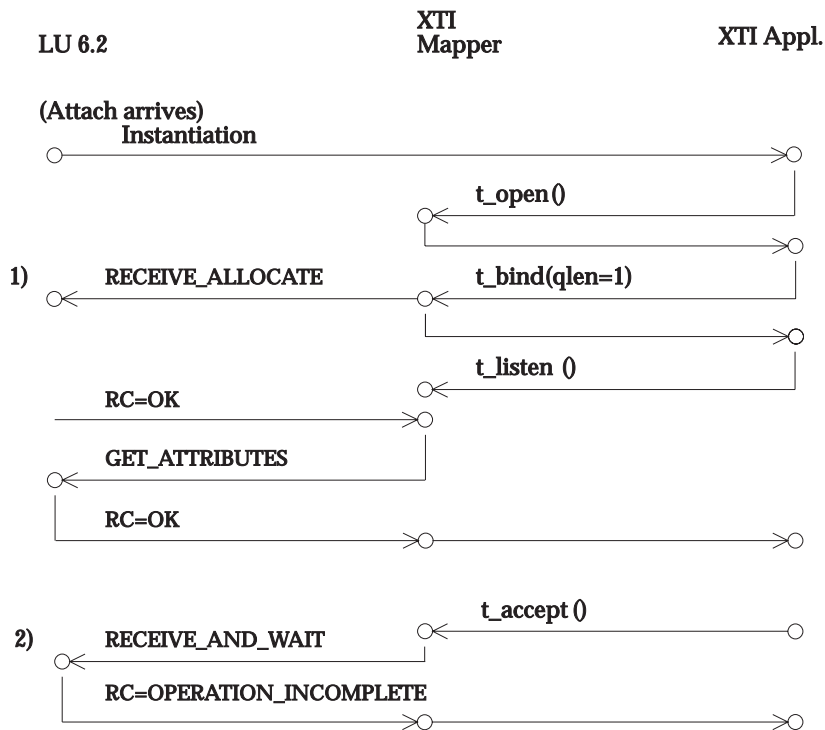 LU 6.2
XTI
Mapper
XTI Appl.
(Attach arrives)
Instantiation
t_open()
1)
RECEIVE_ALLOCATE
t_bind(qlen=1)
t_listen ()
RC=OK
GET_ATTRIBUTES
RC=OK
t_accept()
2)
RECEIVE_AND_WAIT
RC=OPERATION_INCOMPLETE